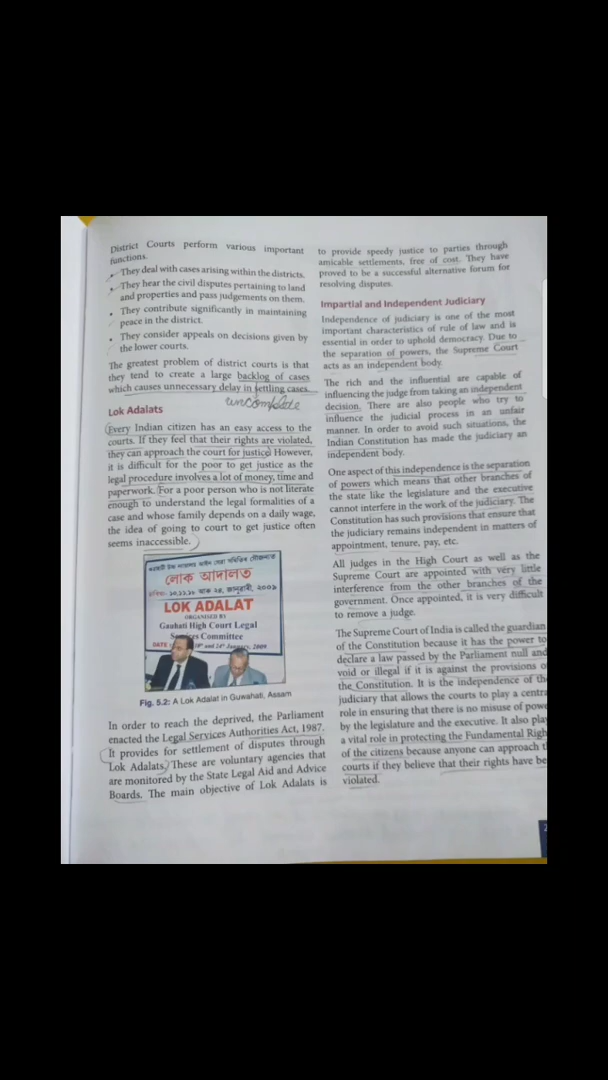 District Courts perform various important
functions.
• They deal with cases arising within the districts.
• They hear the civil disputes pertaining to land
and properties and pass judgements on them.
• They contribute significantly in maintaining
peace in the district.
• They consider appeals on decisions given by
the lower courts.
The greatest problem of district courts is that
they tend to create a large backlog of cases
which causes unnecessary delay in settling cases.
uncomplete
Lok Adalats
Every Indian citizen has an easy access to the
courts. If they feel that their rights are violated,
they can approach the court for justice. However,
it is difficult for the poor to get justice as the
legal procedure involves a lot of money, time and
paperwork. For a poor person who is not literate
enough to understand the legal formalities of a
case and whose family depends on a daily wage,
the idea of going to court to get justice often
seems inaccessible.
লোক আদালত
LOK ADALAT
ORGANISED BY
Gauhati High Court Legal
Services Committee
24th January, 2009
Fig. 5.2: A Lok Adalat in Guwahati, Assam
In order to reach the deprived, the Parliament
enacted the Legal Services Authorities Act, 1987.
It provides for settlement of disputes through
Lok Adalats. These are voluntary agencies that
are monitored by the State Legal Aid and Advice
Boards. The main objective of Lok Adalats is
to provide speedy justice to parties through
amicable settlements, free of cost. They have
proved to be a successful alternative forum for
resolving disputes.
Impartial and Independent Judiciary
Independence of judiciary is one of the most
important characteristics of rule of law and is
essential in order to uphold democracy. Due to
the separation of powers, the Supreme Court
acts as an independent body.
The rich and the influential are capable of
influencing the judge from taking an independent
decision. There are also people who try to
influence the judicial process in an unfair
manner. In order to avoid such situations, the
Indian Constitution has made the judiciary an
independent body.
One aspect of this independence is the separation
of powers which means that other branches of
the state like the legislature and the executive
cannot interfere in the work of the judiciary. The
Constitution has such provisions that ensure that
the judiciary remains independent in matters of
appointment, tenure, pay, etc.
All judges in the High Court as well as the
Supreme Court are appointed with very little
interference from the other branches of the
government. Once appointed, it is very difficult
to remove a judge.
The Supreme Court of India is called the guardian
of the Constitution because it has the power to
declare a law passed by the Parliament null and
void or illegal if it is against the provisions o
the Constitution. It is the independence of th
judiciary that allows the courts to play a centra
role in ensuring that there is no misuse of powe
by the legislature and the executive. It also play
a vital role in protecting the Fundamental Righ
of the citizens because anyone can approach t
courts if they believe that their rights have be
violated.